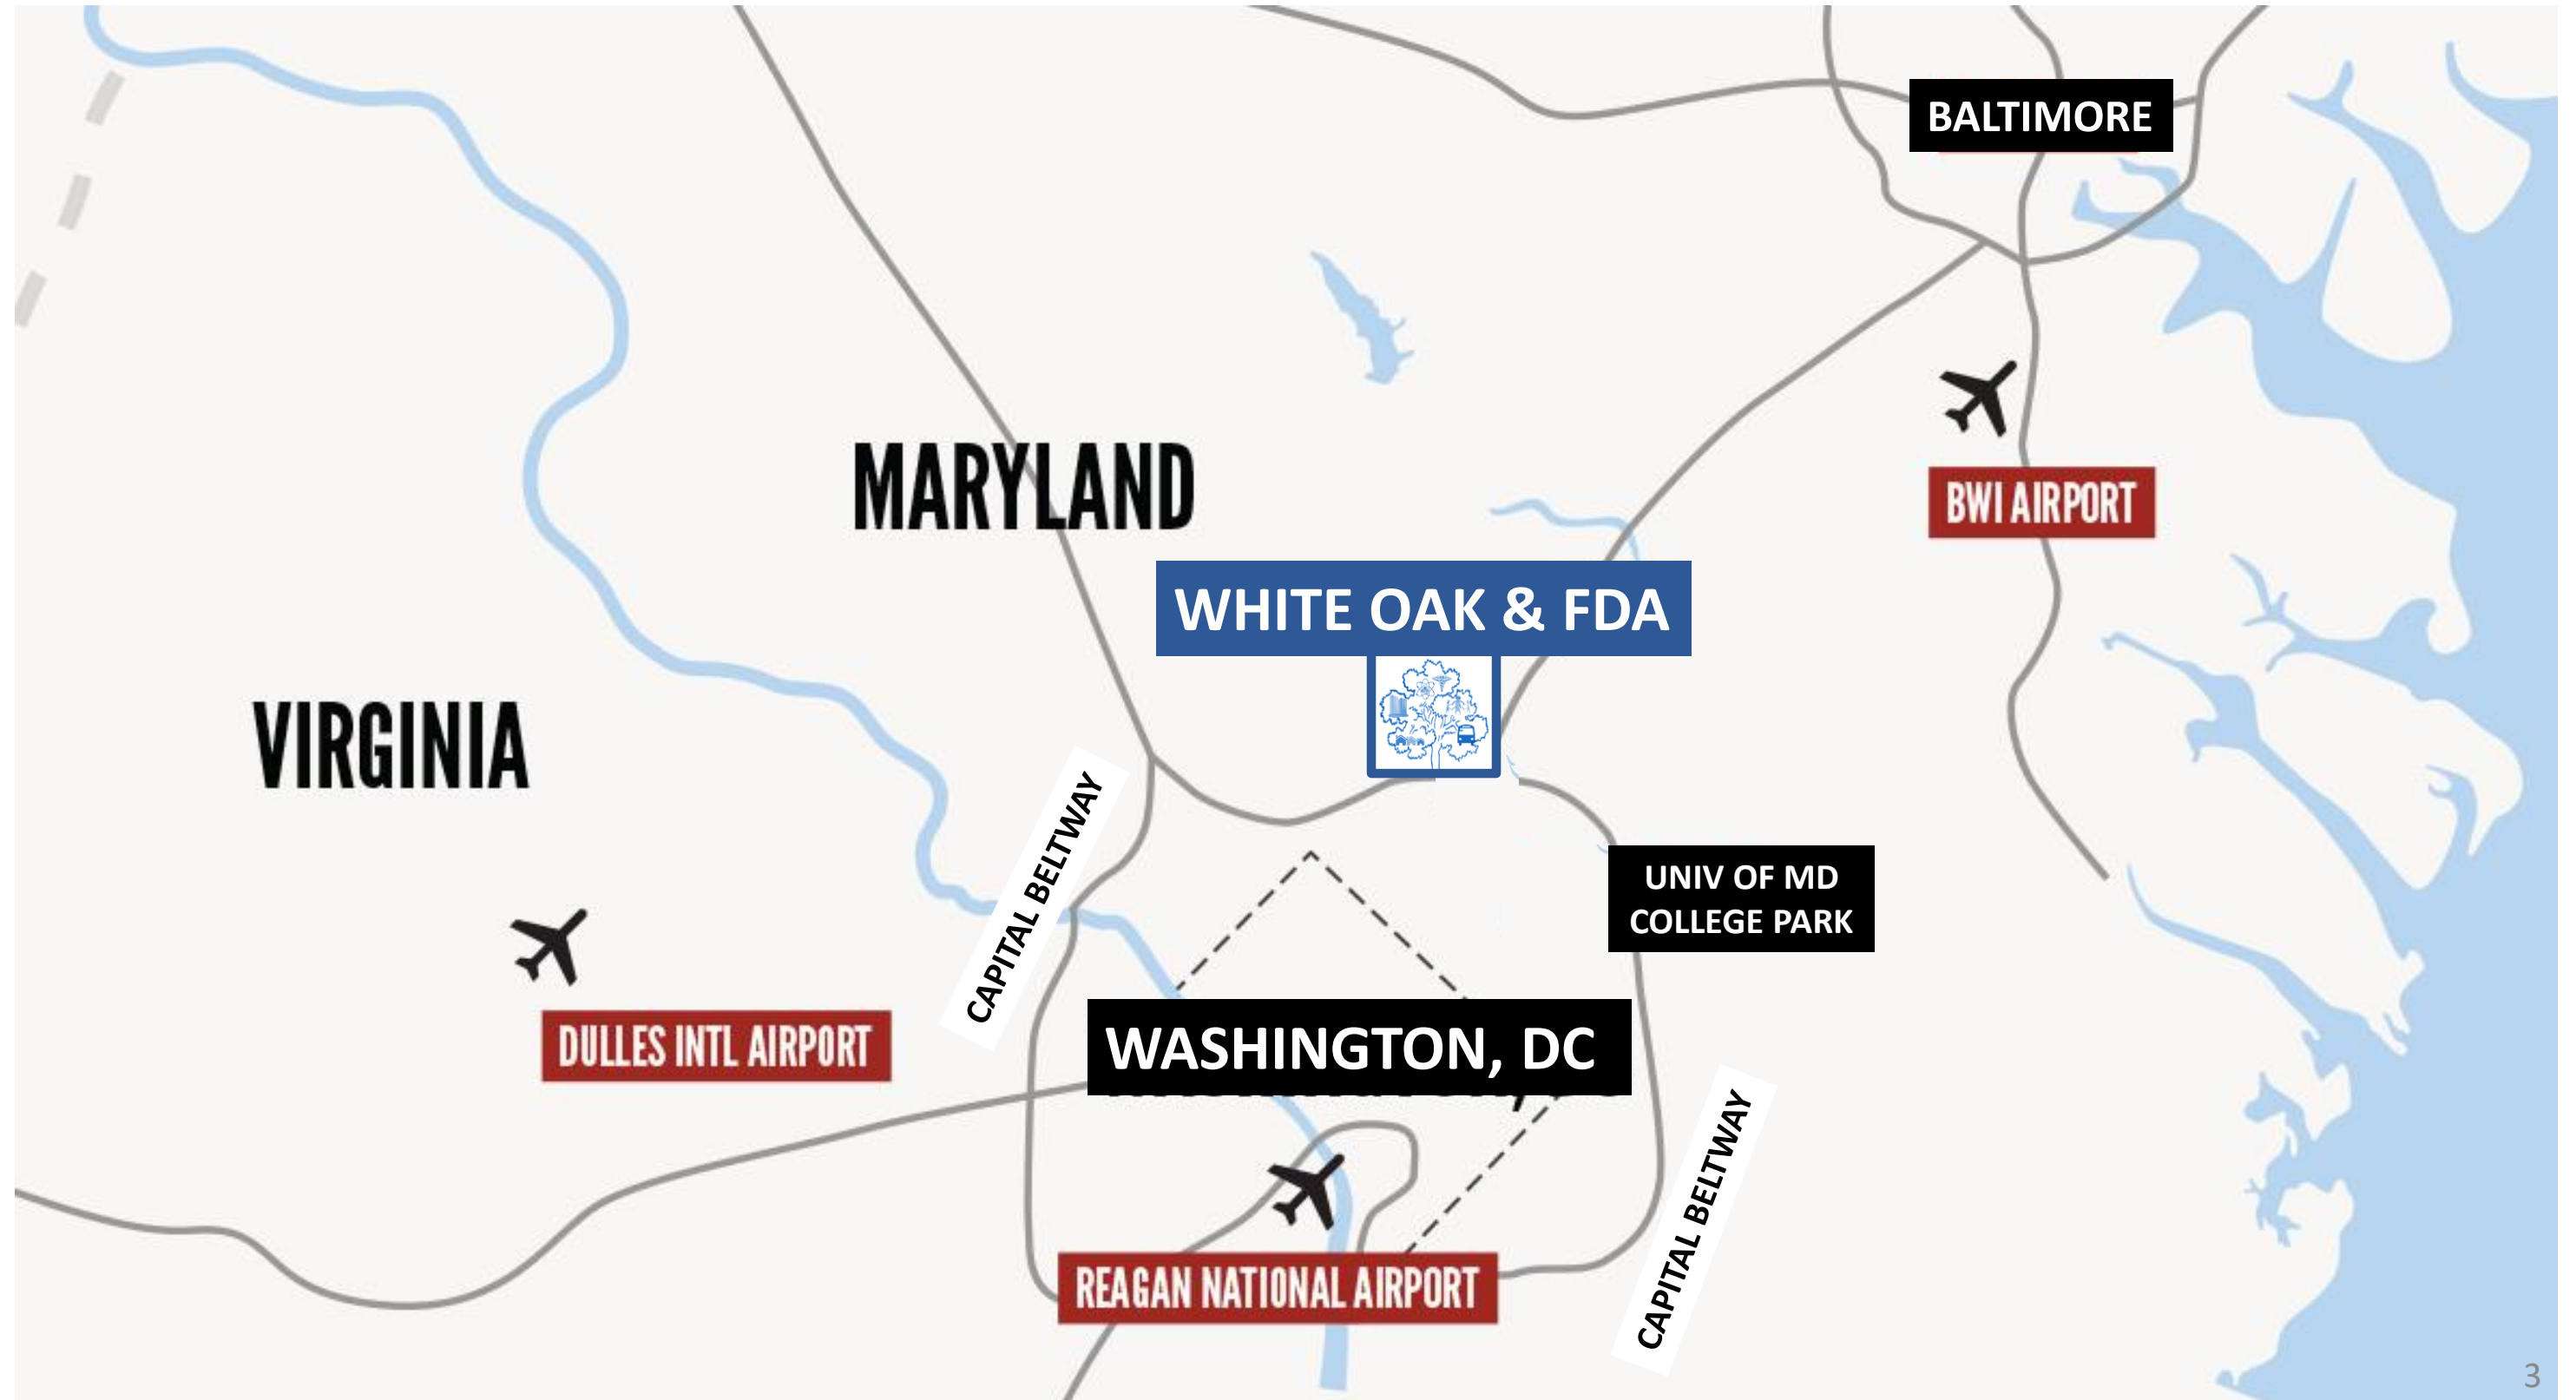 BALTIMORE
MARYLAND
BWI AIRPORT
WHITE OAK & FDA
VIRGINIA
CAPITAL BELTWAY
UNIV OF MD
COLLEGE PARK
DULLES INTL AIRPORT
WASHINGTON, DC
CAPITAL BELTWAY
REAGAN NATIONAL AIRPORT
3